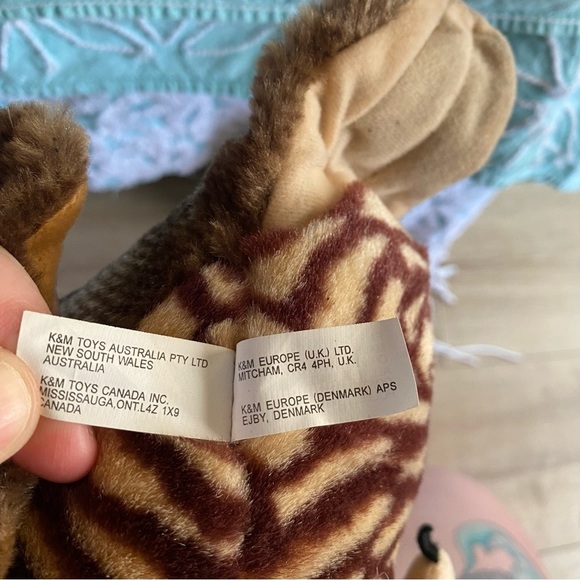 K&M TOYS AUSTRALIA PTY LTD
NEW SOUTH WALES
AUSTRALIA
K&M TOYS CANADA INC.
MISSISSAUGA,ONT.L4Z 1X9
CANADA
K&M EUROPE (U.K.) LTD.
MITCHAM, CR4 4PH, U.K.
K&M EUROPE (DENMARK) APS
EJBY, DENMARK